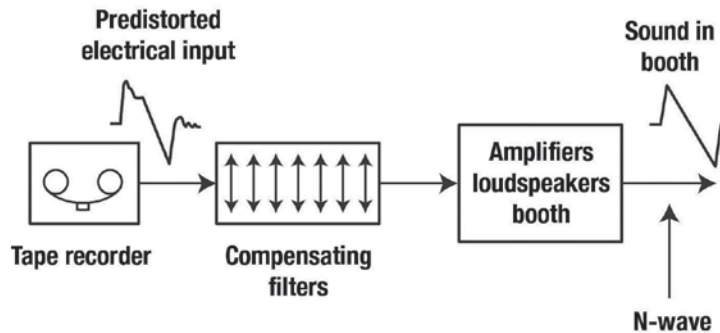 Predistorted
electrical input
Sound in
booth
Amplifiers
loudspeakers
booth
Tape recorder
Compensating
filters
N-wave